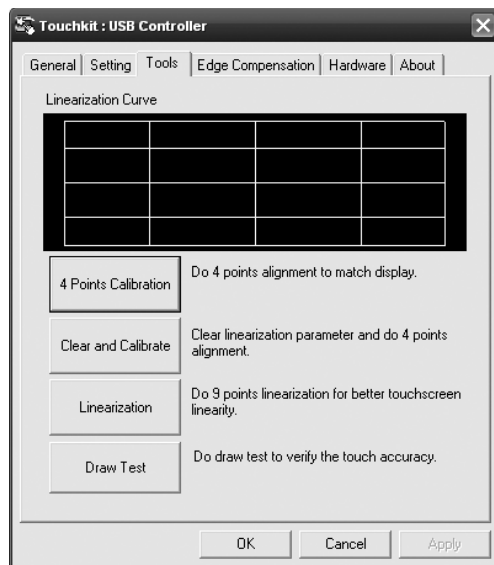 Touchkit : USB Controller
General Setting Tools Edge Compensation Hardware About
Linearization Curve
4 Points Calibration
Do 4 points alignment to match display.
Clear and Calibrate
Clear linearization parameter and do 4 points
alignment.
Linearization
Do 9 points linearization for better touchscreen
linearity.
Draw Test
Do draw test to verify the touch accuracy.
OK Cancel Apply